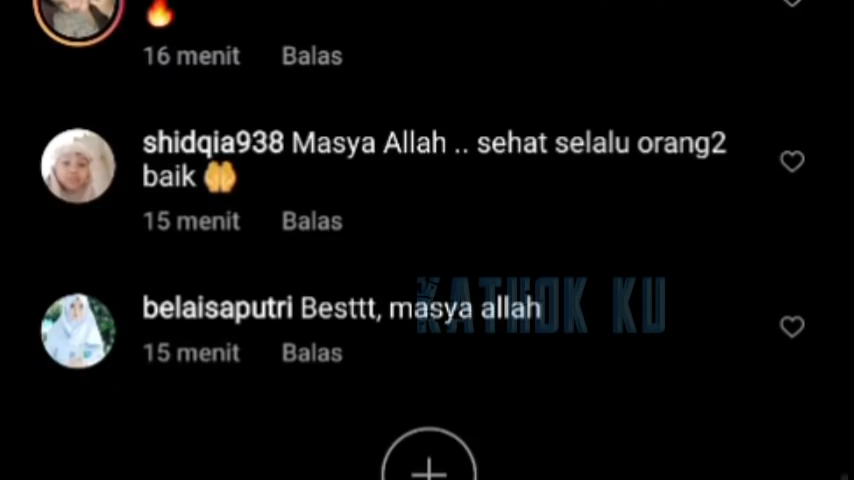 🔥
16 menit Balas
shidqia938 Masya Allah .. sehat selalu orang2
baik 🤲
15 menit Balas
belaisaputri Besttt, masya allah
KATHOK KU
15 menit Balas